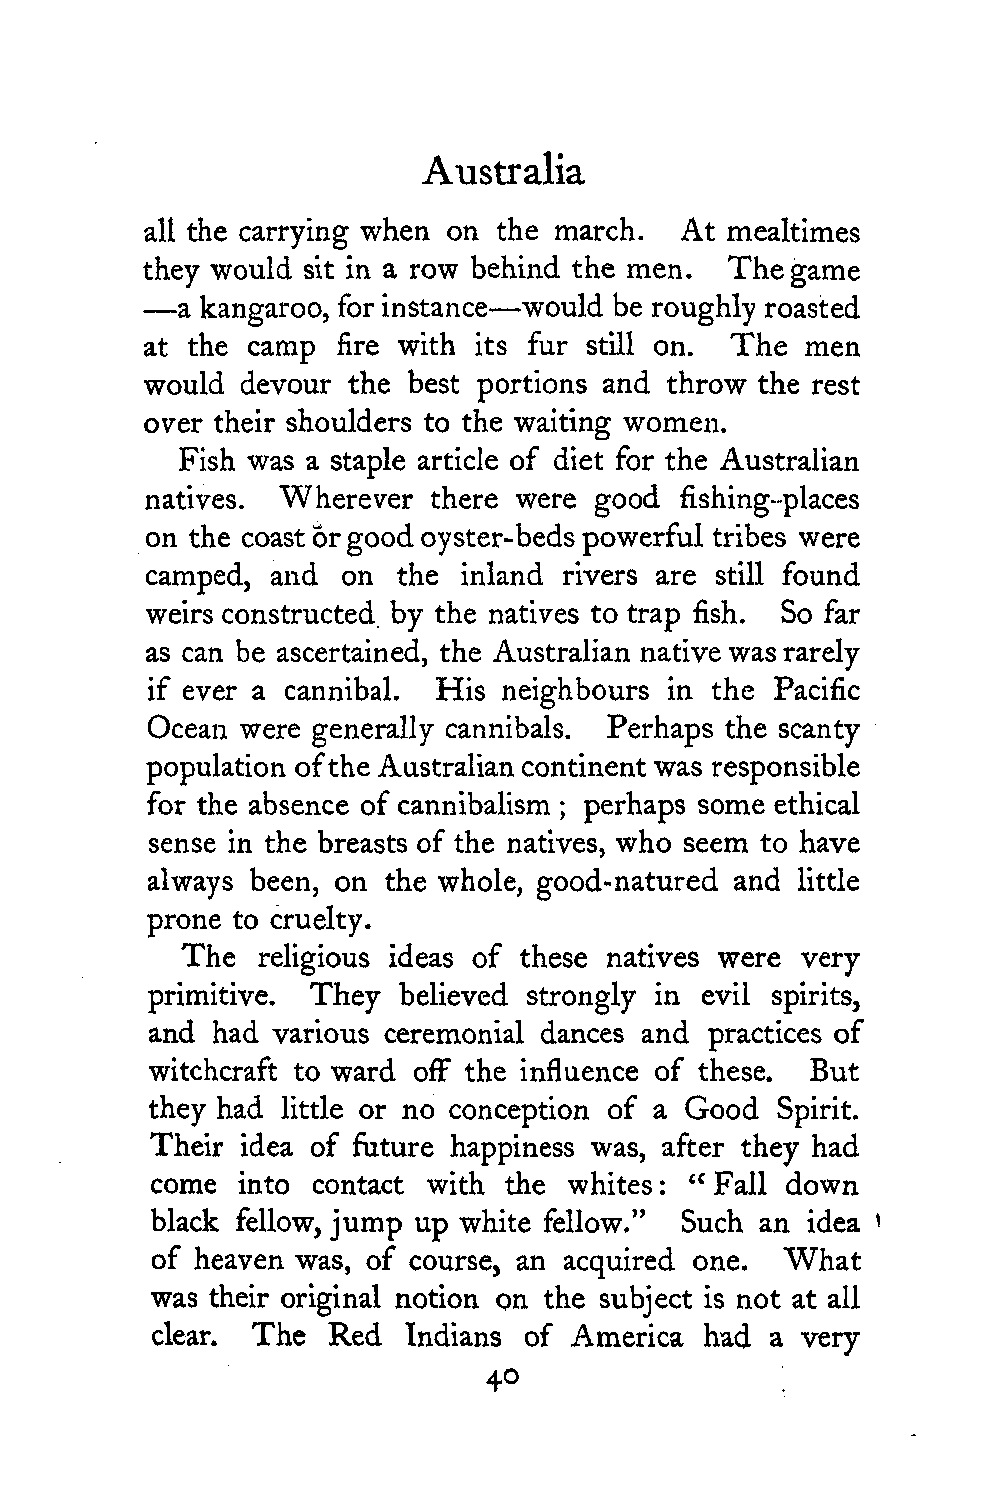 Australia
all the carrying when on the march. At mealtimes
they would sit in a row behind the men. The game
—a kangaroo, for instance—would be roughly roasted
at the camp fire with its fur still on. The men
would devour the best portions and throw the rest
over their shoulders to the waiting women.
Fish was a staple article of diet for the Australian
natives. Wherever there were good fishing-places
on the coast or good oyster-beds powerful tribes were
camped, and on the inland rivers are still found
weirs constructed by the natives to trap fish. So far
as can be ascertained, the Australian native was rarely
if ever a cannibal. His neighbours in the Pacific
Ocean were generally cannibals. Perhaps the scanty
population of the Australian continent was responsible
for the absence of cannibalism ; perhaps some ethical
sense in the breasts of the natives, who seem to have
always been, on the whole, good-natured and little
prone to cruelty.
The religious ideas of these natives were very
primitive. They believed strongly in evil spirits,
and had various ceremonial dances and practices of
witchcraft to ward off the influence of these. But
they had little or no conception of a Good Spirit.
Their idea of future happiness was, after they had
come into contact with the whites: “ Fall down
black fellow, jump up white fellow.” Such an idea
of heaven was, of course, an acquired one. What
was their original notion on the subject is not at all
clear. The Red Indians of America had a very
40